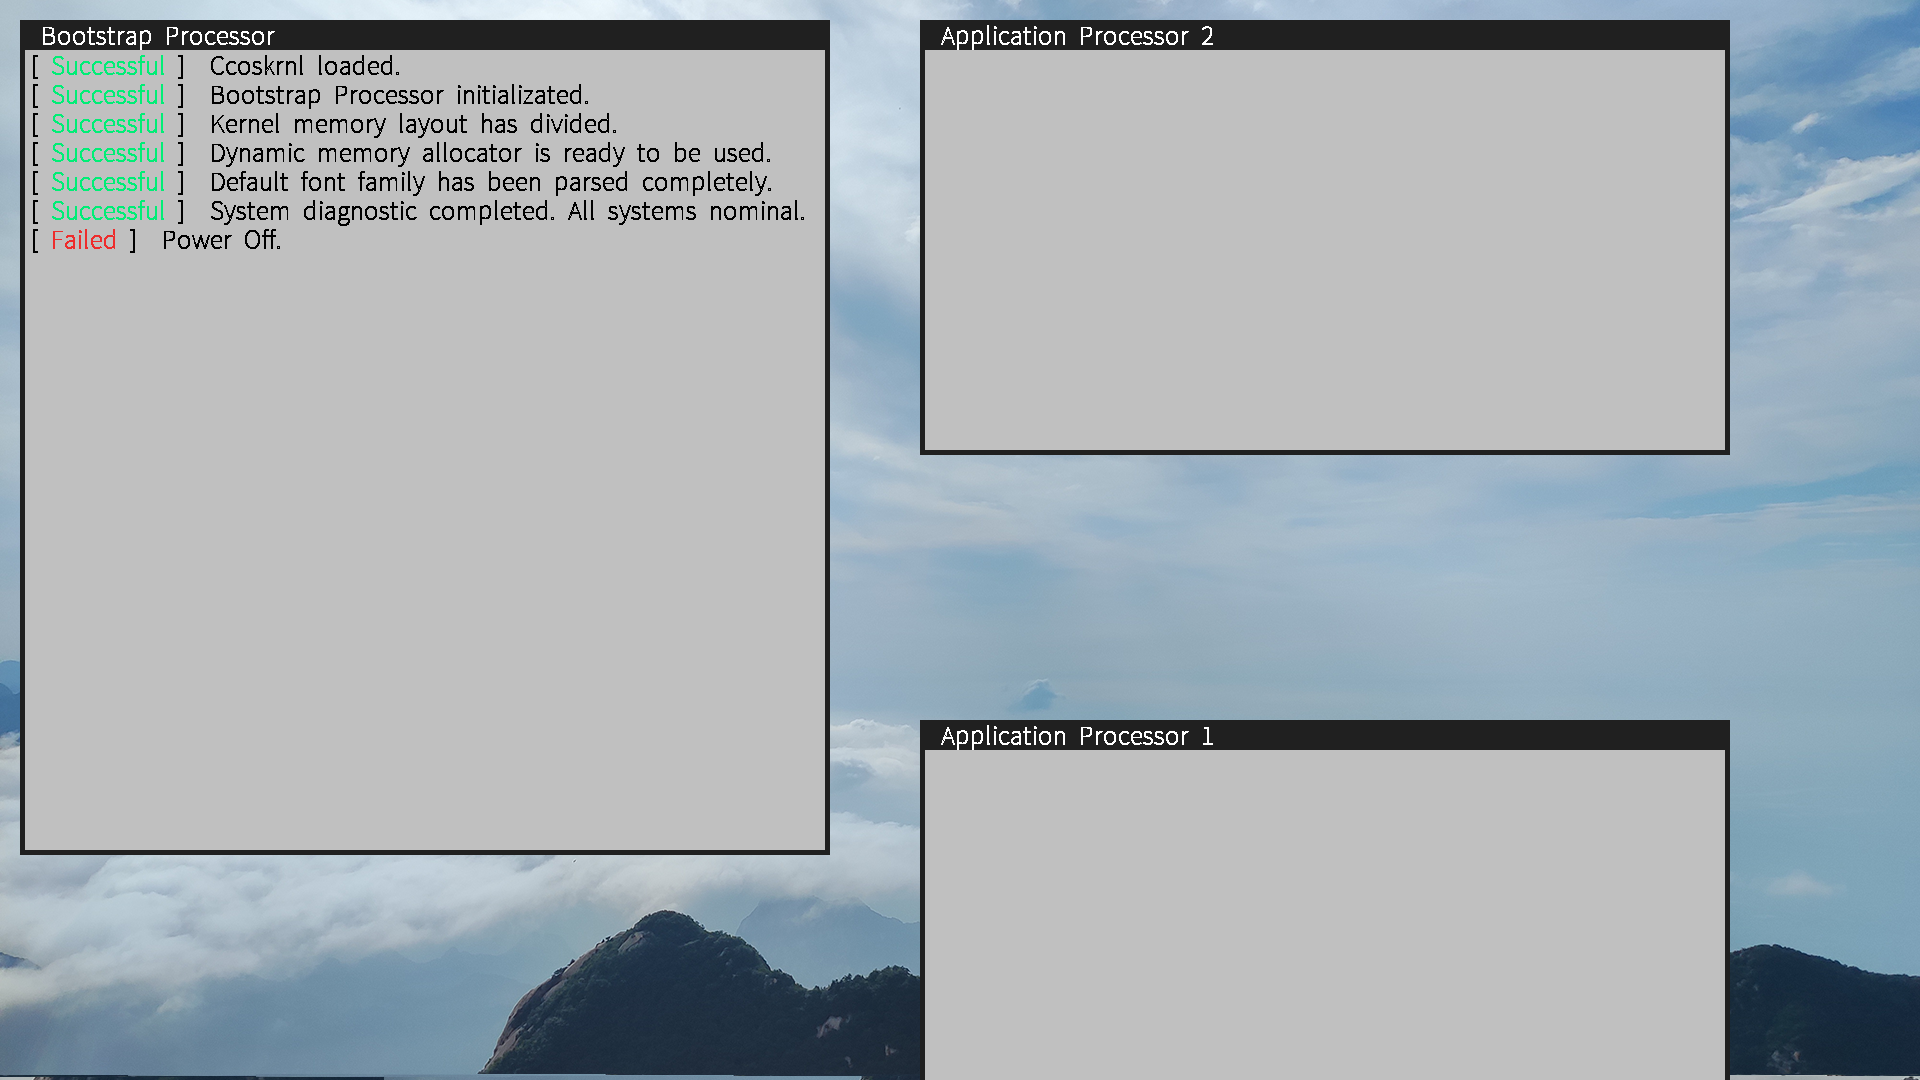 Bootstrap Processor
[ Successful ] Ccoskrnl loaded.
[ Successful ] Bootstrap Processor initializated.
[ Successful ] Kernel memory layout has divided.
[ Successful ] Dynamic memory allocator is ready to be used.
[ Successful ] Default font family has been parsed completely.
[ Successful ] System diagnostic completed. All systems nominal.
[ Failed ] Power Off.
Application Processor 2
Application Processor 1